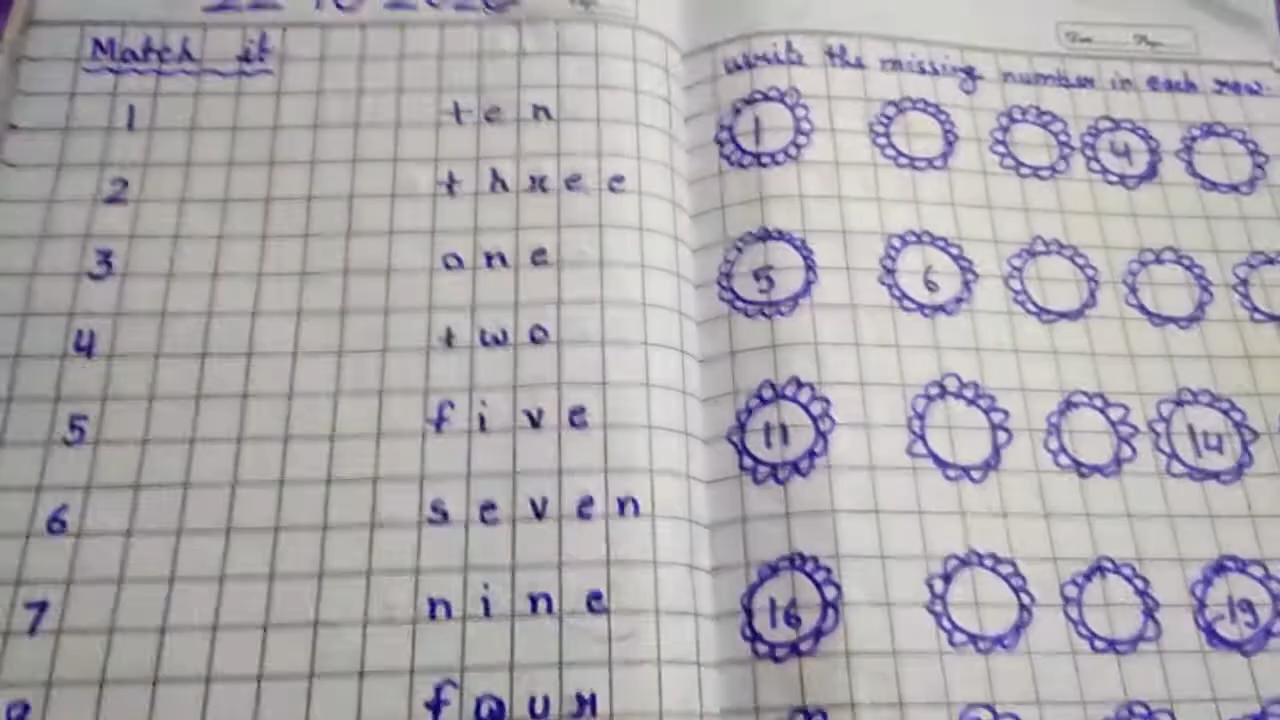 Match it
1 ten
2 three
3 one
4 two
5 five
6 seven
7 nine
four
write the missing number in each row.
1 4
5 6
11 14
16 19